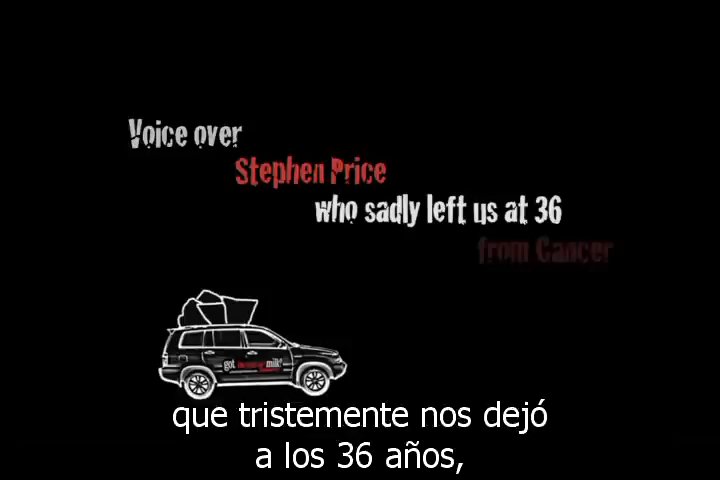 Voice over
Stephen Price
who sadly left us at 36
from Cancer
got milk?
que tristemente nos dejó
a los 36 años,